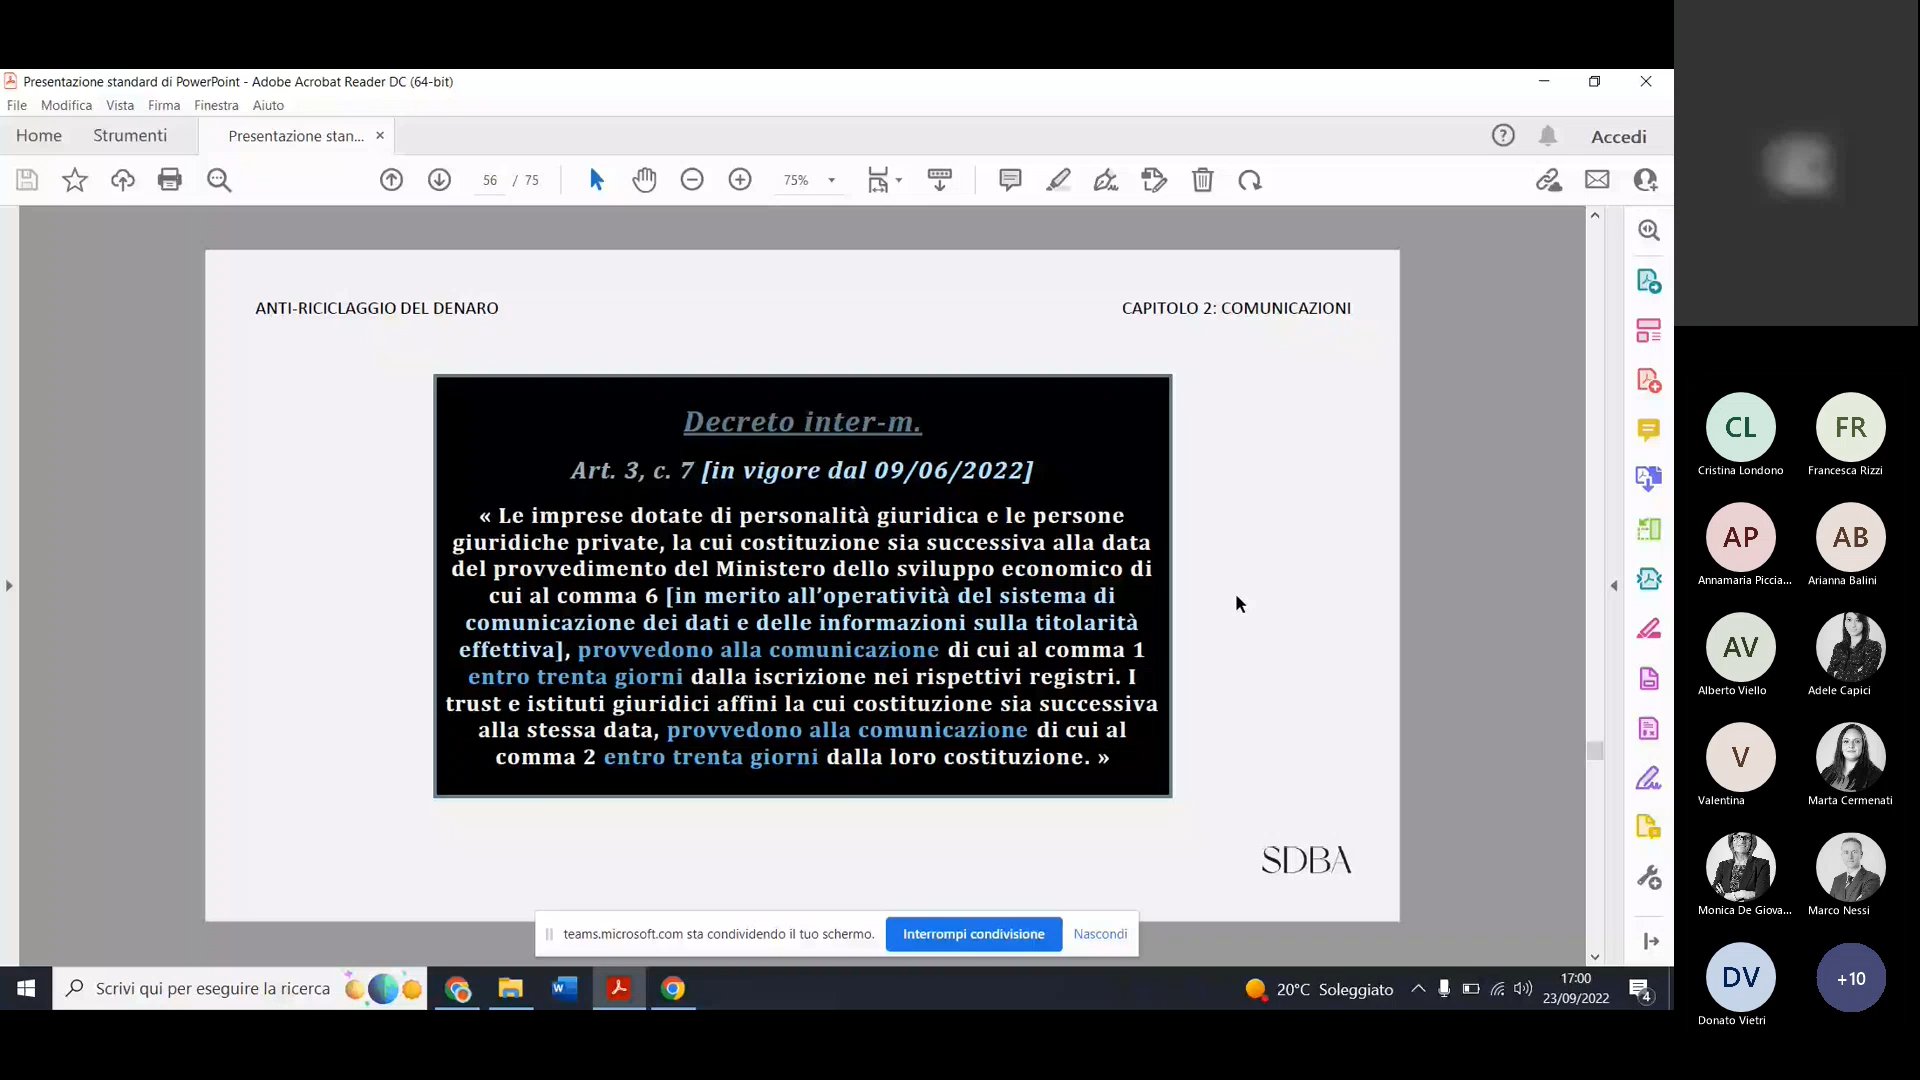 Presentazione standard di PowerPoint - Adobe Acrobat Reader DC (64-bit)
File Modifica Vista Firma Finestra Aiuto
Home Strumenti Presentazione stan... × Accedi
56 / 75 75%
ANTI-RICICLAGGIO DEL DENARO
CAPITOLO 2: COMUNICAZIONI
Decreto inter-m.
Art. 3, c. 7 [in vigore dal 09/06/2022]
« Le imprese dotate di personalità giuridica e le persone
giuridiche private, la cui costituzione sia successiva alla data
del provvedimento del Ministero dello sviluppo economico di
cui al comma 6 [in merito all’operatività del sistema di
comunicazione dei dati e delle informazioni sulla titolarità
effettiva], provvedono alla comunicazione di cui al comma 1
entro trenta giorni dalla iscrizione nei rispettivi registri. I
trust e istituti giuridici affini la cui costituzione sia successiva
alla stessa data, provvedono alla comunicazione di cui al
comma 2 entro trenta giorni dalla loro costituzione. »
SDBA
teams.microsoft.com sta condividendo il tuo schermo. Interrompi condivisione Nascondi
Scrivi qui per eseguire la ricerca
20°C Soleggiato
17:00
23/09/2022
4
CL FR
Cristina Londono Francesca Rizzi
AP AB
Annamaria Piccia... Arianna Balini
AV
Alberto Viello Adele Capici
V
Valentina Marta Cermenati
Monica De Giova... Marco Nessi
DV +10
Donato Vietri